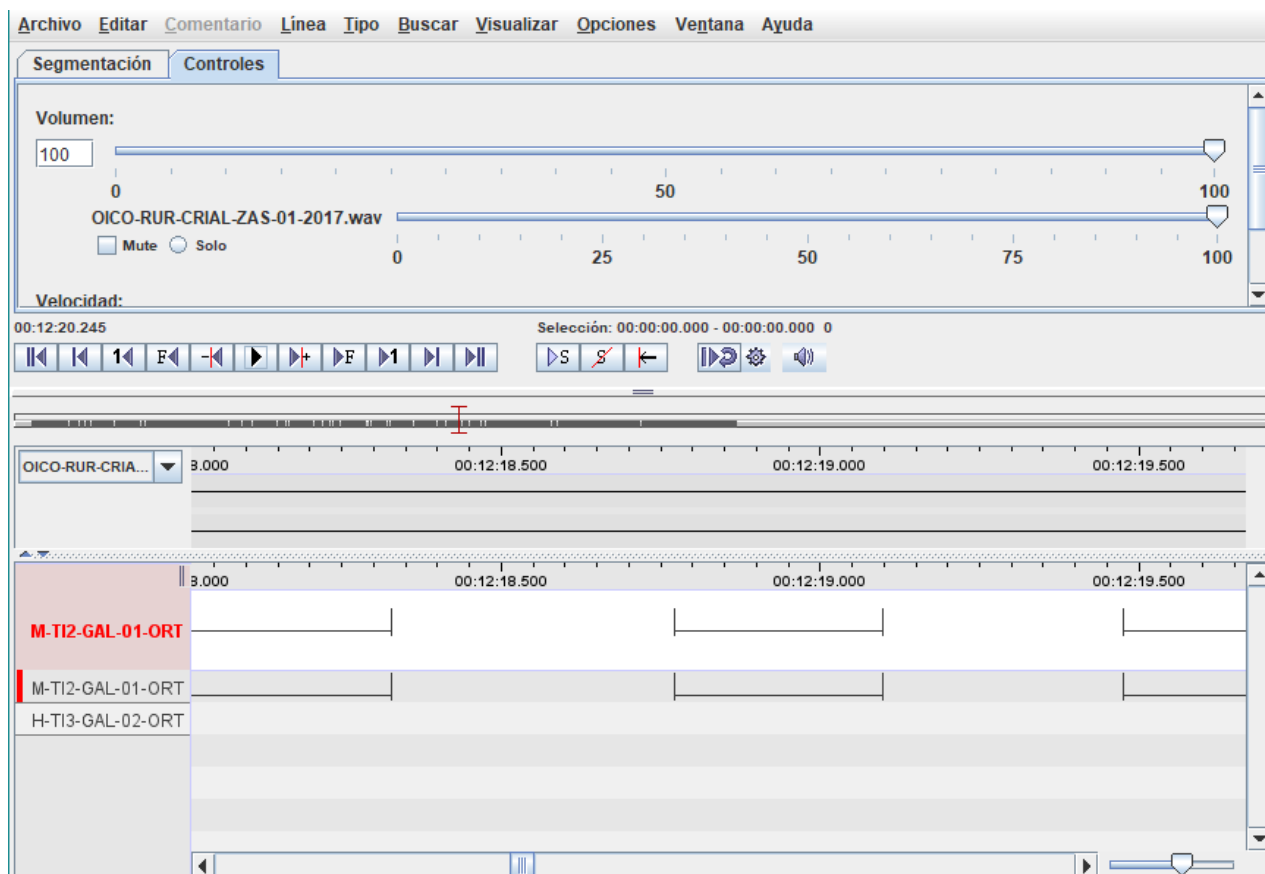 Archivo Editar Comentario Línea Tipo Buscar Visualizar Opciones Ventana Ayuda
Segmentación Controles
Volumen:
100
0 50 100
OICO-RUR-CRIAL-ZAS-01-2017.wav
Mute Solo
0 25 50 75 100
Velocidad:
00:12:20.245 Selección: 00:00:00.000 - 00:00:00.000 0
1 F F 1 S S
OICO-RUR-CRIA... 3.000 00:12:18.500 00:12:19.000 00:12:19.500
3.000 00:12:18.500 00:12:19.000 00:12:19.500
M-TI2-GAL-01-ORT
M-TI2-GAL-01-ORT
H-TI3-GAL-02-ORT